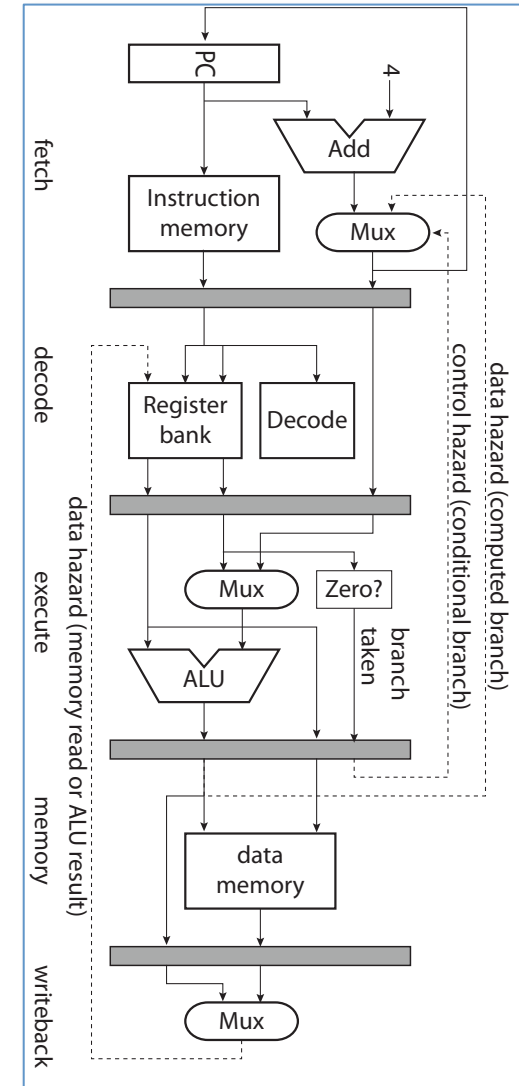 PC
4
Add
fetch
Instruction
memory
Mux
decode
Register
bank
Decode
data hazard (computed branch)
control hazard (conditional branch)
data hazard (memory read or ALU result)
execute
Mux
Zero?
branch
taken
ALU
memory
data
memory
writeback
Mux